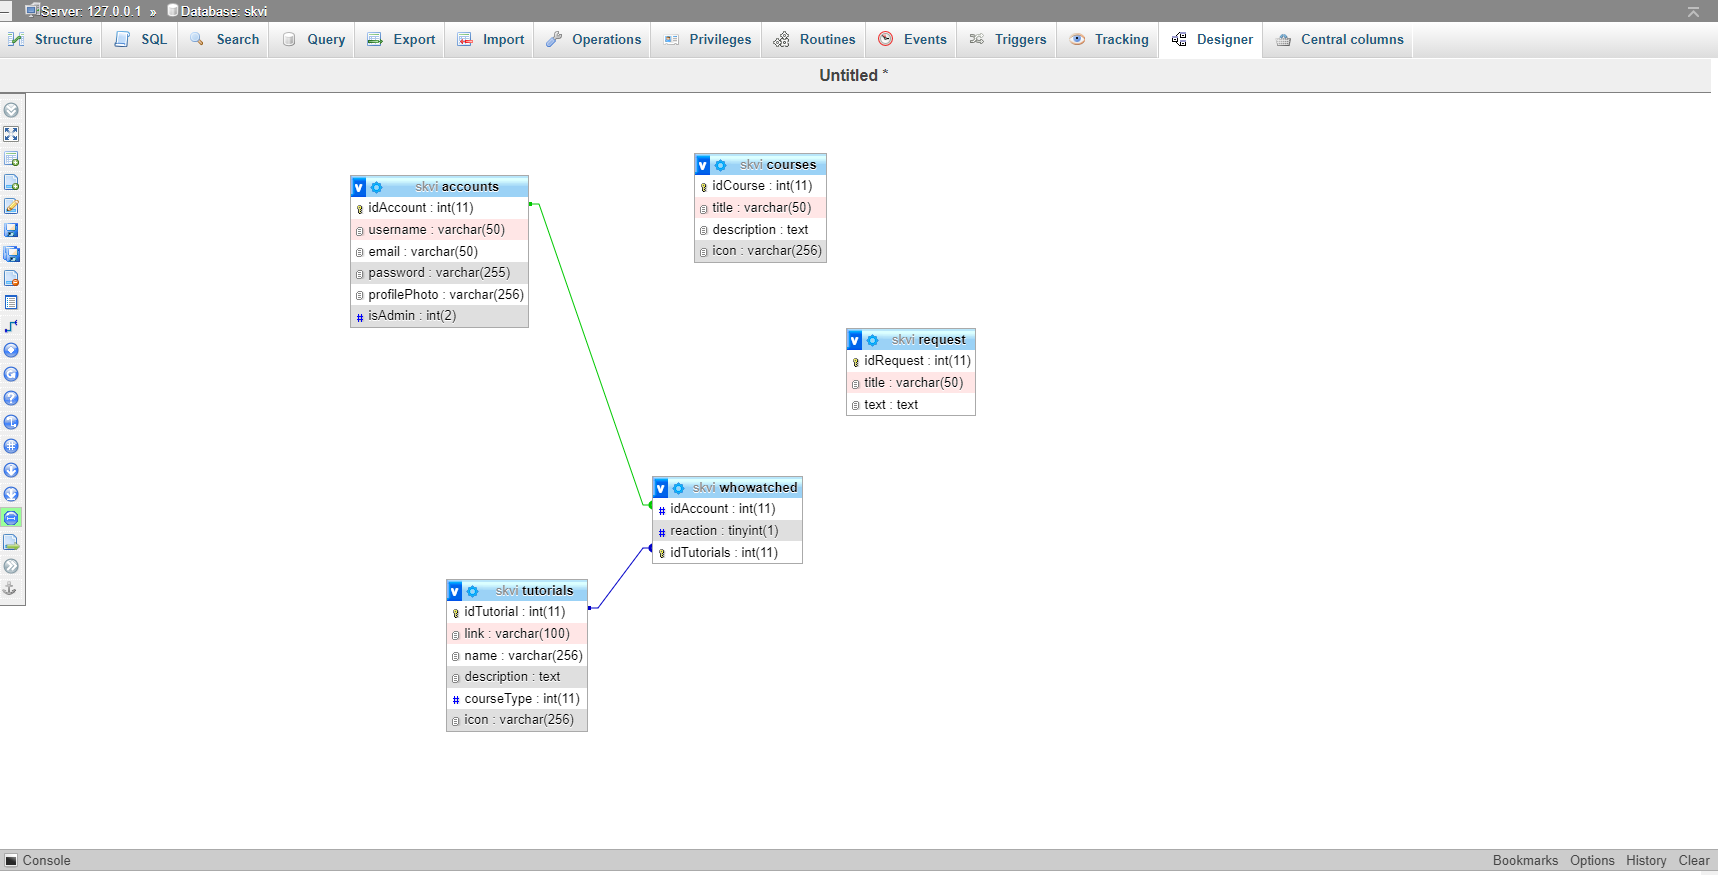 Server: 127.0.0.1 » Database: skvi
Structure SQL Search Query Export Import Operations Privileges Routines Events Triggers Tracking Designer Central columns
Untitled *
skvi accounts
idAccount : int(11)
username : varchar(50)
email : varchar(50)
password : varchar(255)
profilePhoto : varchar(256)
isAdmin : int(2)
skvi courses
idCourse : int(11)
title : varchar(50)
description : text
icon : varchar(256)
skvi request
idRequest : int(11)
title : varchar(50)
text : text
skvi whowatched
idAccount : int(11)
reaction : tinyint(1)
idTutorials : int(11)
skvi tutorials
idTutorial : int(11)
link : varchar(100)
name : varchar(256)
description : text
courseType : int(11)
icon : varchar(256)
Console Bookmarks Options History Clear